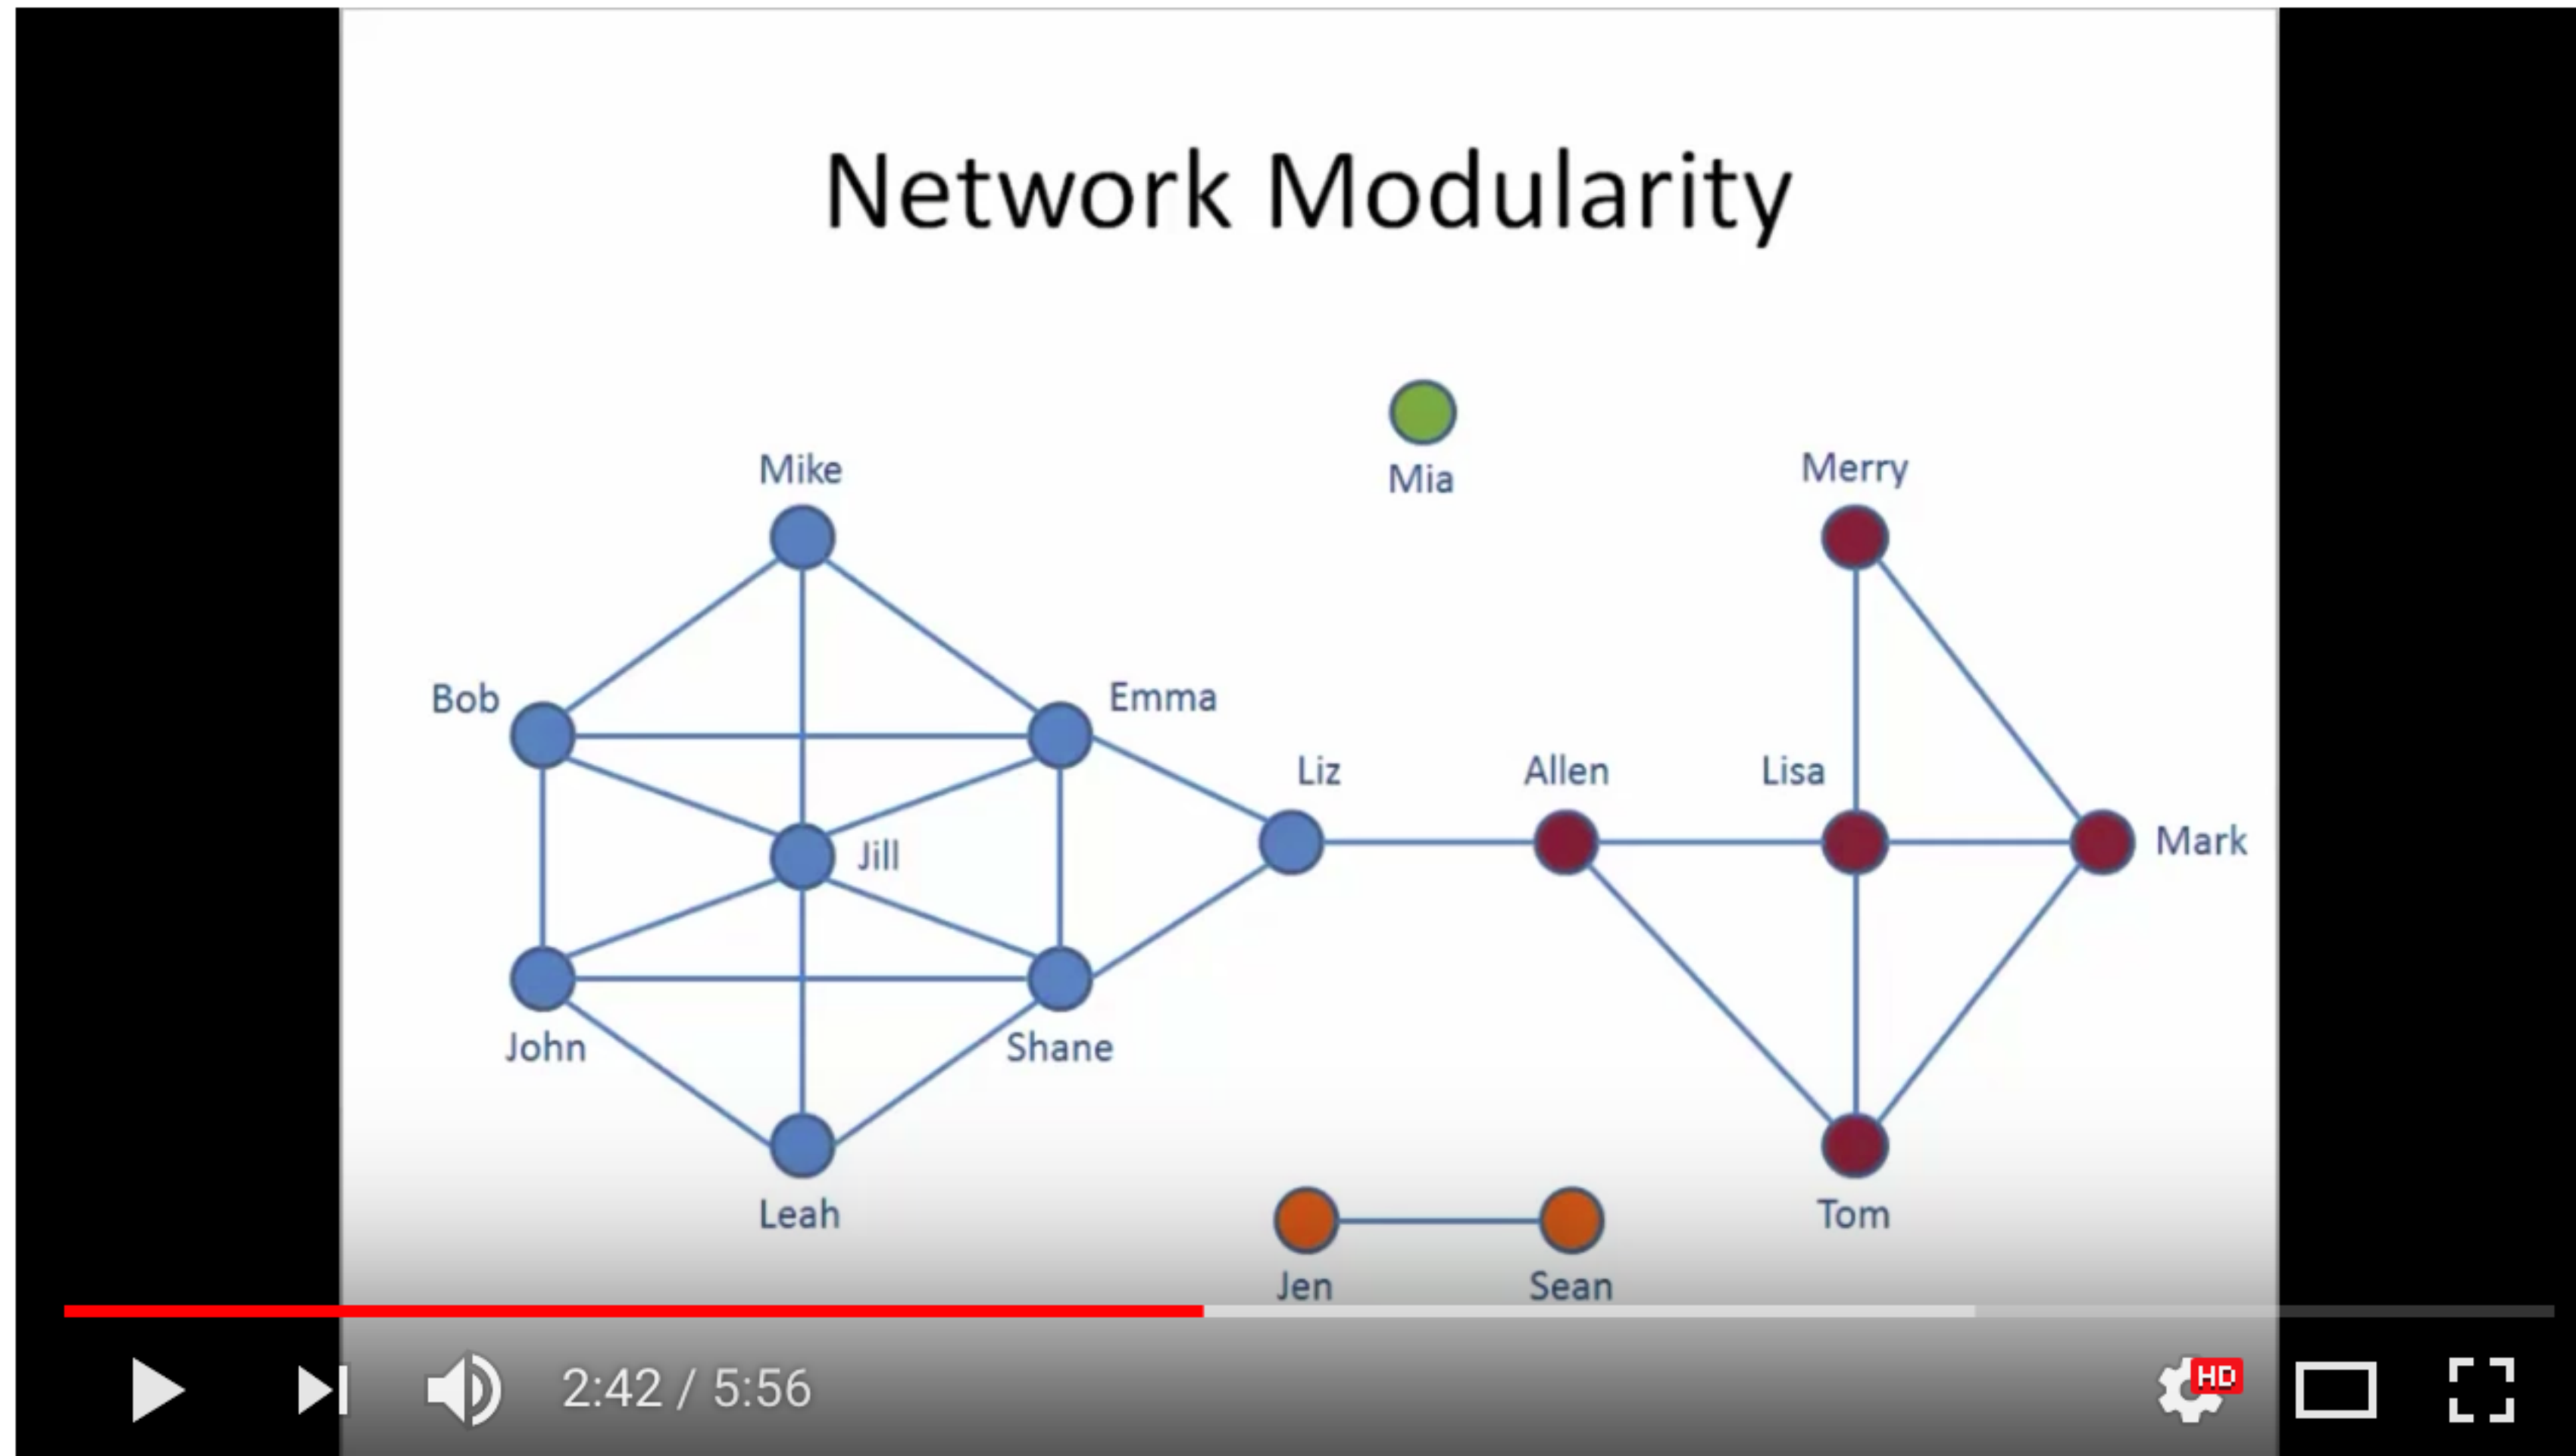 Network Modularity
Mia
Mike
Merry
Bob
Emma
Liz
Allen
Lisa
Jill
Mark
John
Shane
Leah
Tom
Jen
Sean
2:42 / 5:56
HD